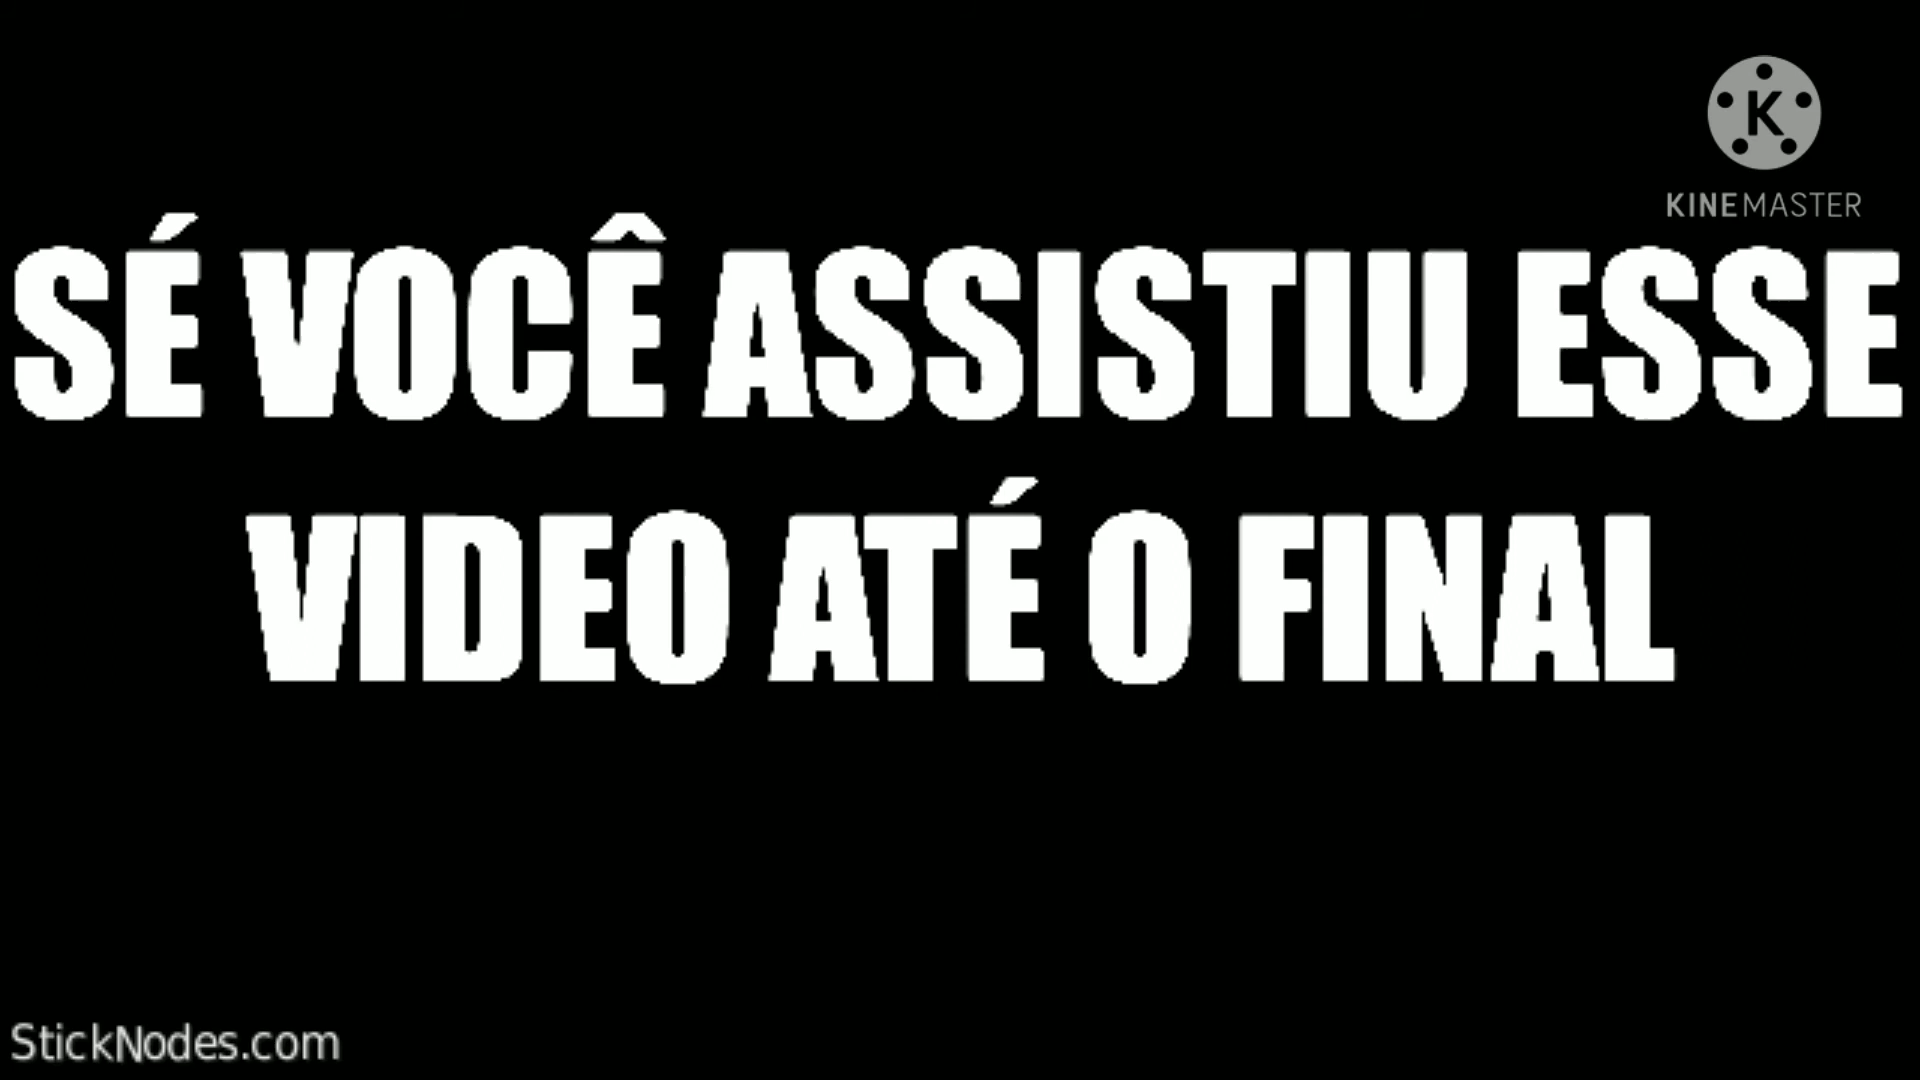 K
KINEMASTER
SÉ VOCÊ ASSISTIU ESSE
VIDEO ATÉ O FINAL
StickNodes.com